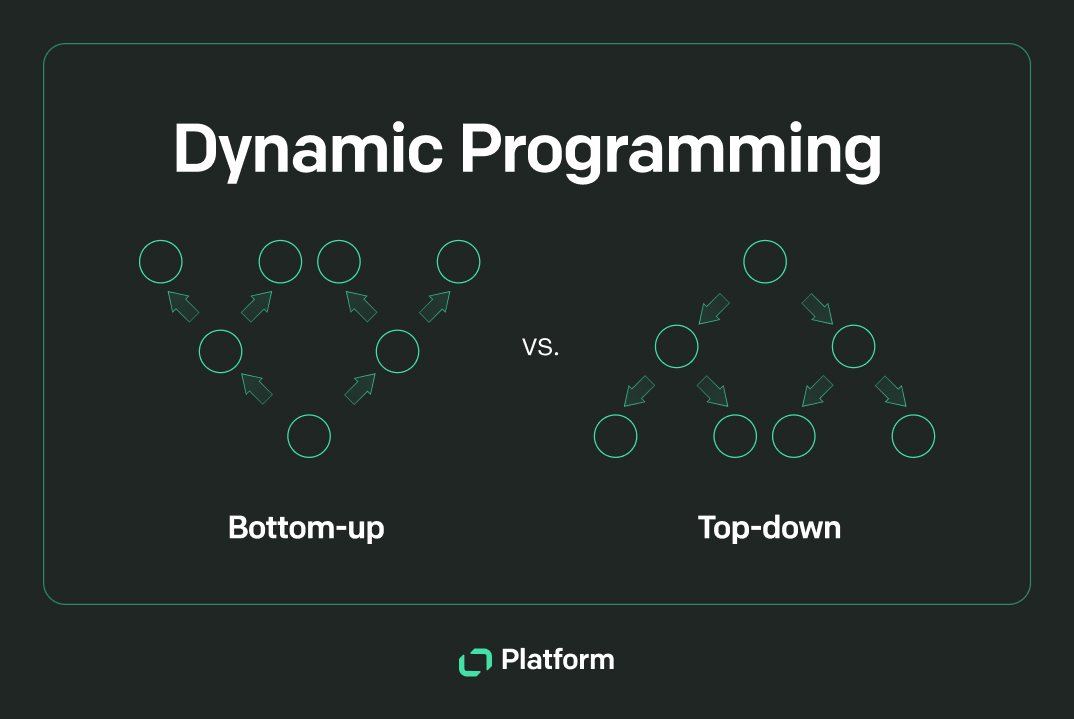 Dynamic Programming
vs.
Bottom-up
Top-down
Platform